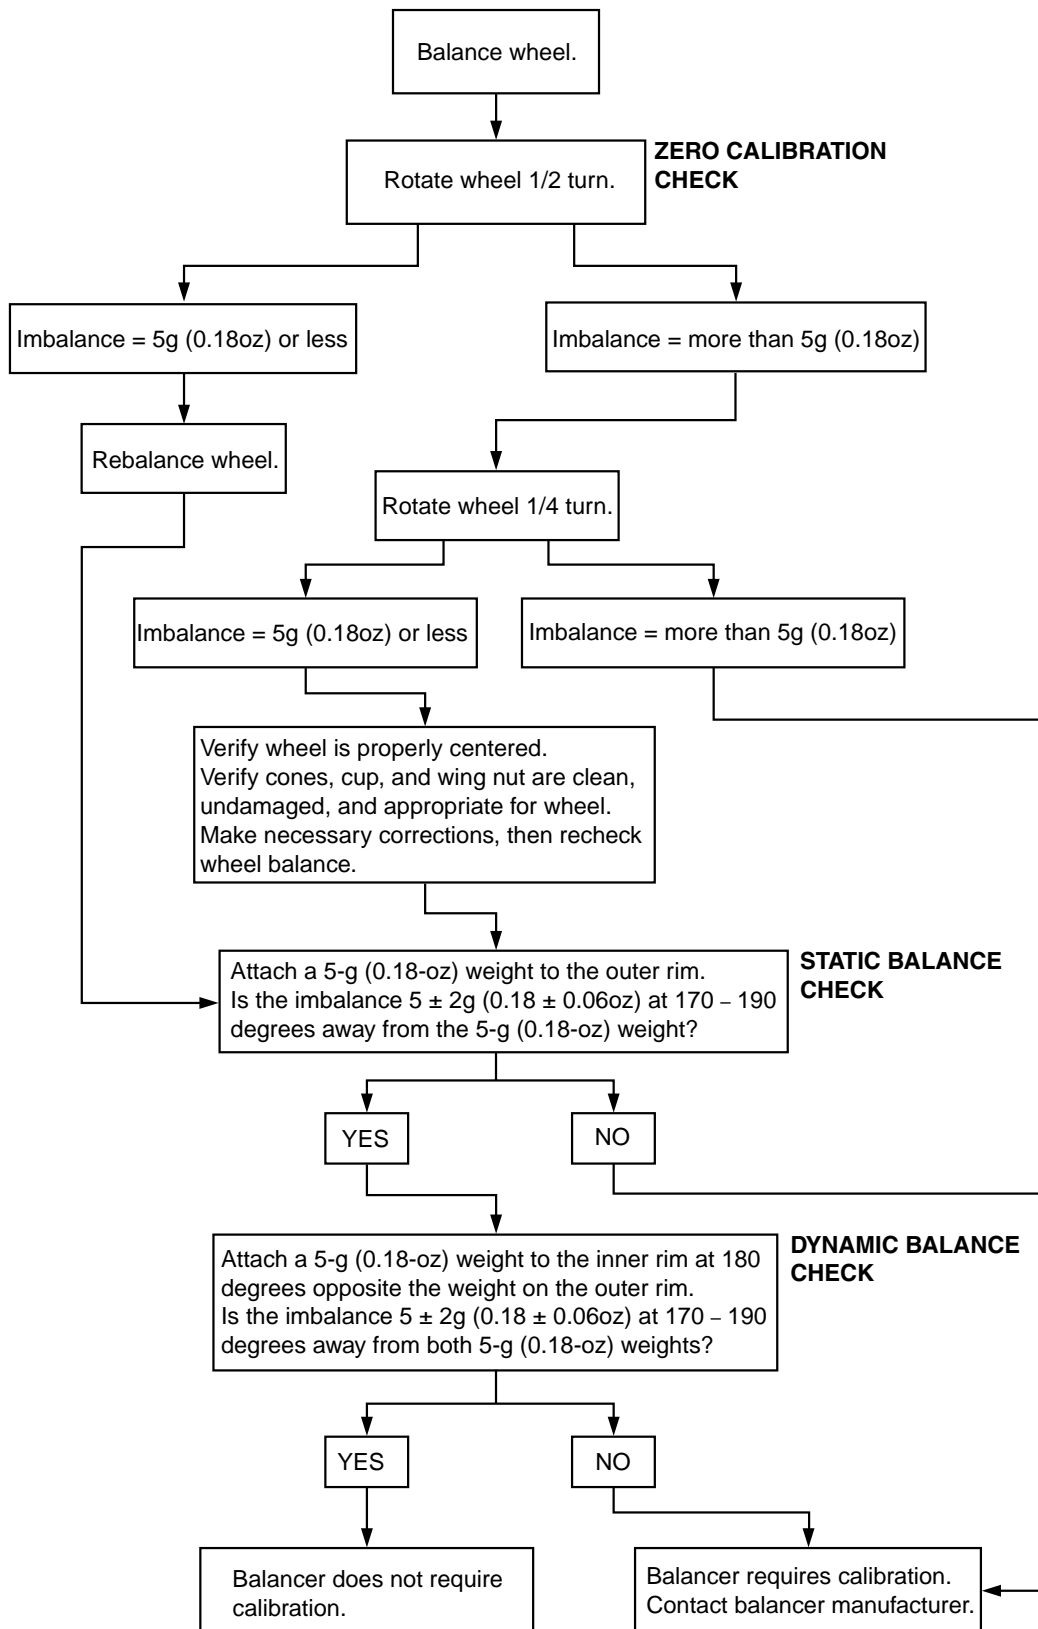 Balance wheel.
ZERO CALIBRATION
CHECK
Rotate wheel 1/2 turn.
Imbalance = 5g (0.18oz) or less
Imbalance = more than 5g (0.18oz)
Rebalance wheel.
Rotate wheel 1/4 turn.
Imbalance = 5g (0.18oz) or less
Imbalance = more than 5g (0.18oz)
Verify wheel is properly centered.
Verify cones, cup, and wing nut are clean,
undamaged, and appropriate for wheel.
Make necessary corrections, then recheck
wheel balance.
STATIC BALANCE
CHECK
Attach a 5-g (0.18-oz) weight to the outer rim.
Is the imbalance 5 ± 2g (0.18 ± 0.06oz) at 170 – 190
degrees away from the 5-g (0.18-oz) weight?
YES
NO
DYNAMIC BALANCE
CHECK
Attach a 5-g (0.18-oz) weight to the inner rim at 180
degrees opposite the weight on the outer rim.
Is the imbalance 5 ± 2g (0.18 ± 0.06oz) at 170 – 190
degrees away from both 5-g (0.18-oz) weights?
YES
NO
Balancer does not require
calibration.
Balancer requires calibration.
Contact balancer manufacturer.